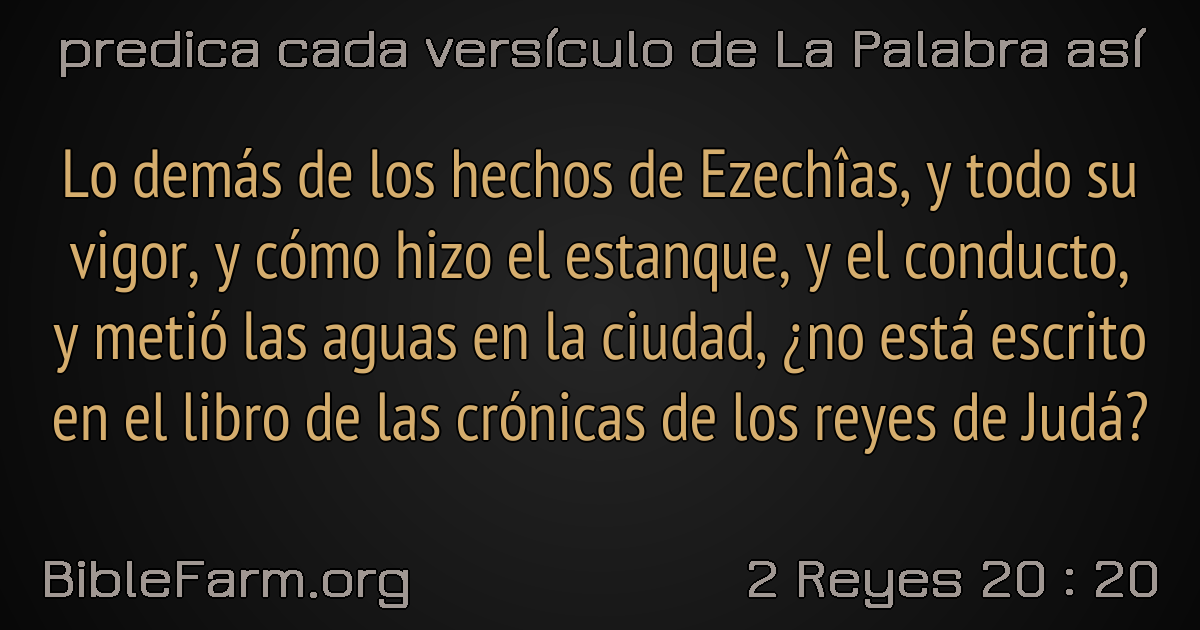 predica cada versículo de La Palabra así
Lo demás de los hechos de Ezechîas, y todo su
vigor, y cómo hizo el estanque, y el conducto,
y metió las aguas en la ciudad, ¿no está escrito
en el libro de las crónicas de los reyes de Judá?
BibleFarm.org
2 Reyes 20 : 20